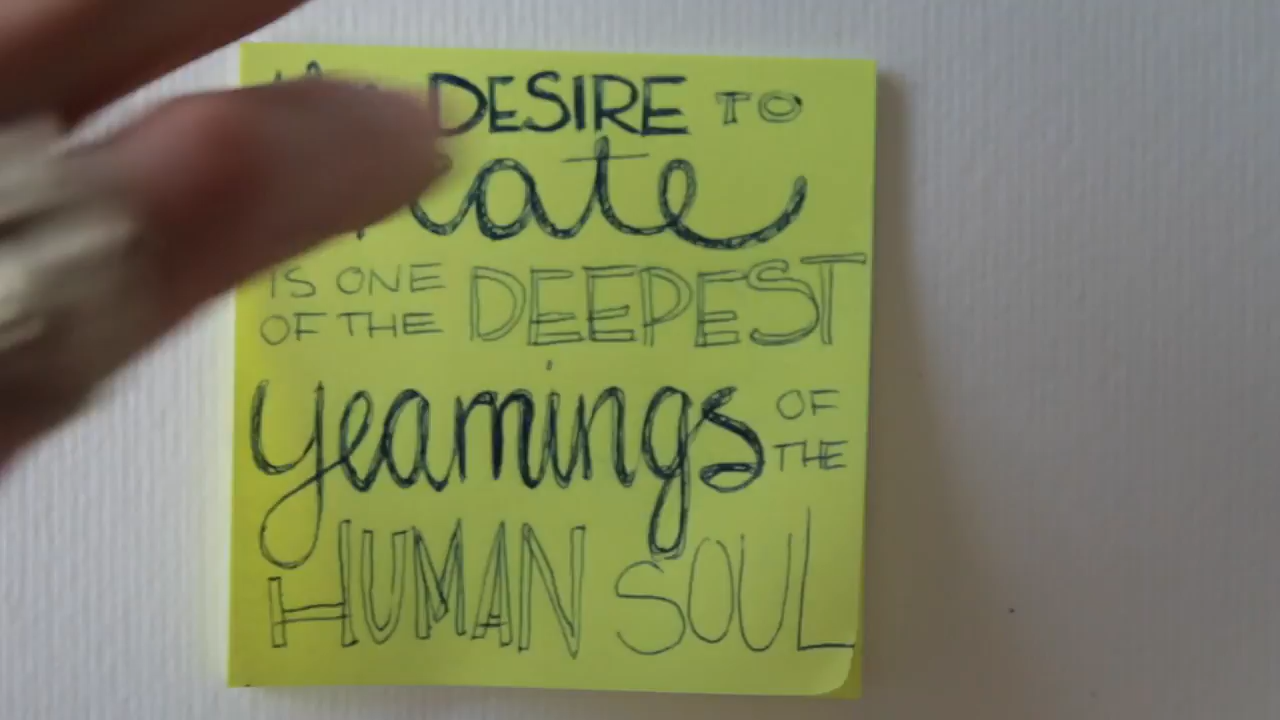 DESIRE TO
IS ONE
OF THE DEEPEST
yearnings OF
THE
HUMAN SOUL